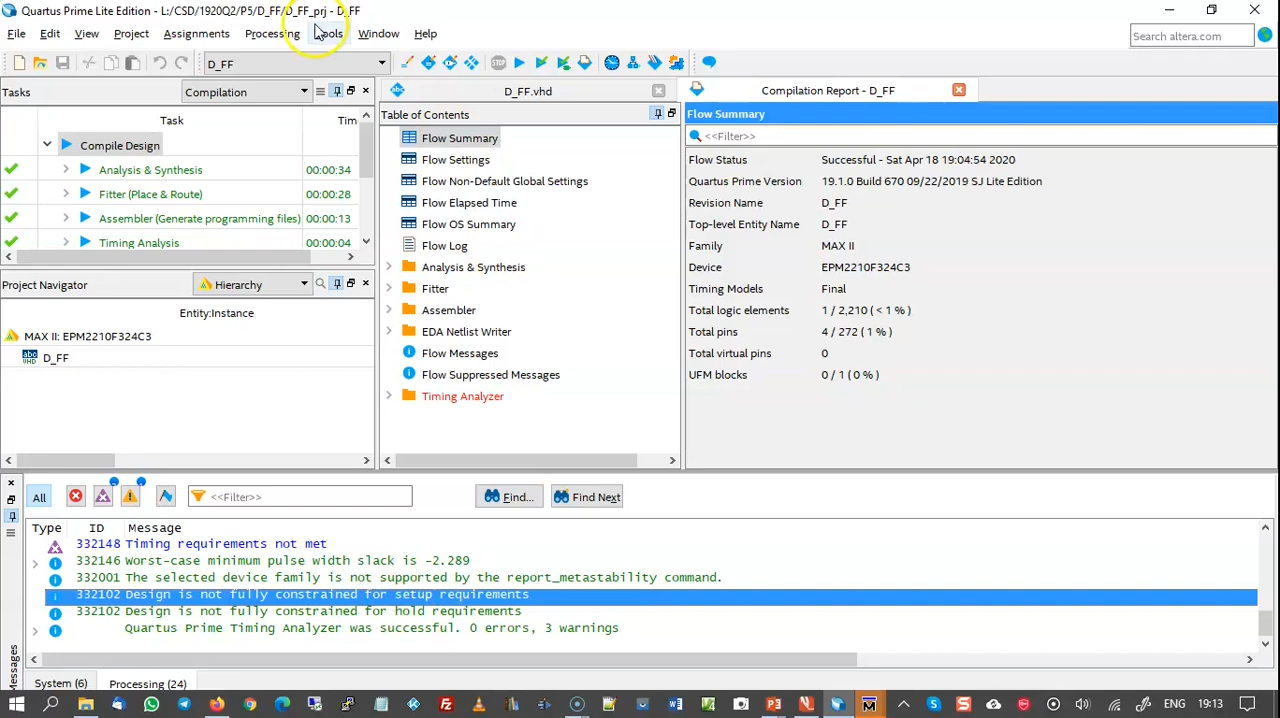 Quartus Prime Lite Edition - L:/CSD/1920Q2/P5/D_FF/D_FF_prj - D_FF
File Edit View Project Assignments Processing Tools Window Help
Search altera.com
D_FF
Tasks Compilation
Task Tim
Compile Design
Analysis & Synthesis 00:00:34
Fitter (Place & Route) 00:00:28
Assembler (Generate programming files) 00:00:13
Timing Analysis 00:00:04
Project Navigator Hierarchy
Entity:Instance
MAX II: EPM2210F324C3
abc VHD D_FF
abc D_FF.vhd
Table of Contents
Flow Summary
Flow Settings
Flow Non-Default Global Settings
Flow Elapsed Time
Flow OS Summary
Flow Log
Analysis & Synthesis
Fitter
Assembler
EDA Netlist Writer
Flow Messages
Flow Suppressed Messages
Timing Analyzer
Compilation Report - D_FF
Flow Summary
<<Filter>>
Flow Status Successful - Sat Apr 18 19:04:54 2020
Quartus Prime Version 19.1.0 Build 670 09/22/2019 SJ Lite Edition
Revision Name D_FF
Top-level Entity Name D_FF
Family MAX II
Device EPM2210F324C3
Timing Models Final
Total logic elements 1 / 2,210 ( < 1 % )
Total pins 4 / 272 ( 1 % )
Total virtual pins 0
UFM blocks 0 / 1 ( 0 % )
All <<Filter>> Find... Find Next
Type ID Message
332148 Timing requirements not met
332146 Worst-case minimum pulse width slack is -2.289
332001 The selected device family is not supported by the report_metastability command.
332102 Design is not fully constrained for setup requirements
332102 Design is not fully constrained for hold requirements
Quartus Prime Timing Analyzer was successful. 0 errors, 3 warnings
Messages
System (6) Processing (24)
ENG 19:13